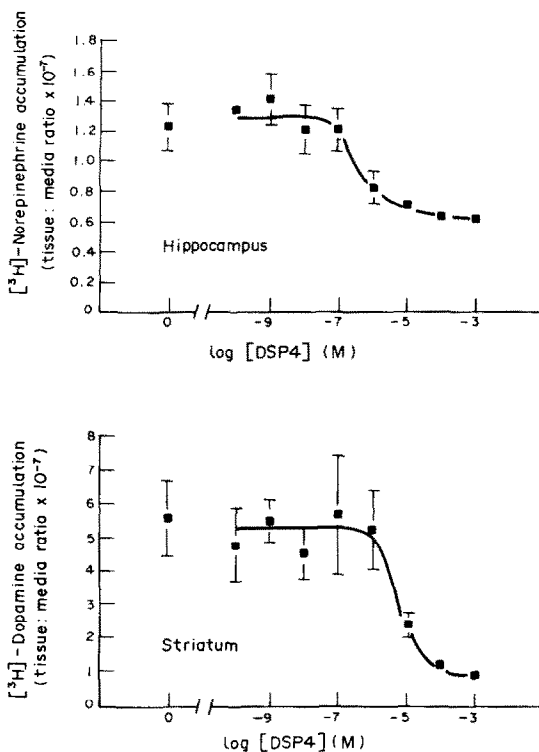 [³H]-Norepinephrine accumulation
(tissue: media ratio x 10⁻⁷)
1.8
1.6
1.4
1.2
1.0
0.8
0.6
0.4
0.2
0
Hippocampus
0 -9 -7 -5 -3
log [DSP4] (M)
[³H]-Dopamine accumulation
(tissue: media ratio x 10⁻⁷)
8
7
6
5
4
3
2
1
0
Striatum
0 -9 -7 -5 -3
log [DSP4] (M)